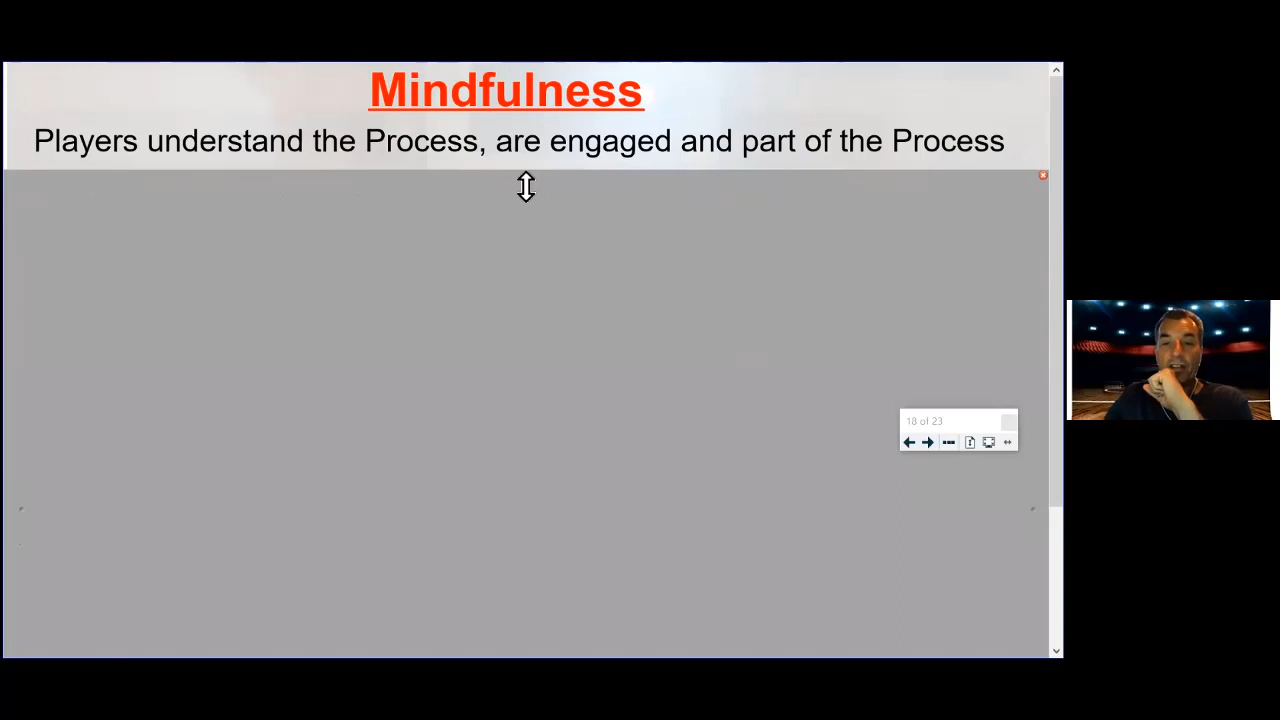 Mindfulness
Players understand the Process, are engaged and part of the Process
18 of 23